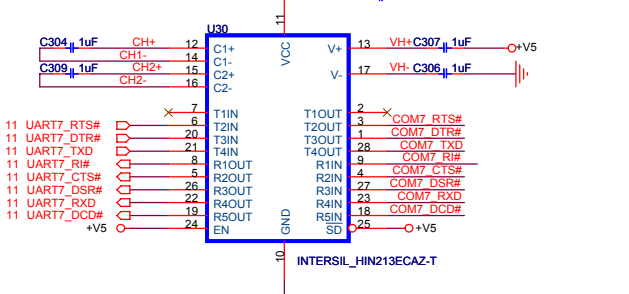 U30
11
C304 1uF CH+ 12 C1+ VCC V+ 13 VH+ C307 1uF +V5
CH1- 14 C1-
C309 1uF CH2+ 15 C2+ V- 17 VH- C306 1uF
CH2- 16 C2-
7 T1IN T1OUT 2
11 UART7_RTS# 6 T2IN T2OUT 3 COM7_RTS#
11 UART7_DTR# 20 T3IN T3OUT 1 COM7_DTR#
11 UART7_TXD 21 T4IN T4OUT 28 COM7_TXD
11 UART7_RI# 8 R1OUT R1IN 9 COM7_RI#
11 UART7_CTS# 5 R2OUT R2IN 4 COM7_CTS#
11 UART7_DSR# 26 R3OUT R3IN 27 COM7_DSR#
11 UART7_RXD 22 R4OUT R4IN 23 COM7_RXD
11 UART7_DCD# 19 R5OUT R5IN 18 COM7_DCD#
+V5 24 EN GND SD 25 +V5
10
INTERSIL_HIN213ECAZ-T